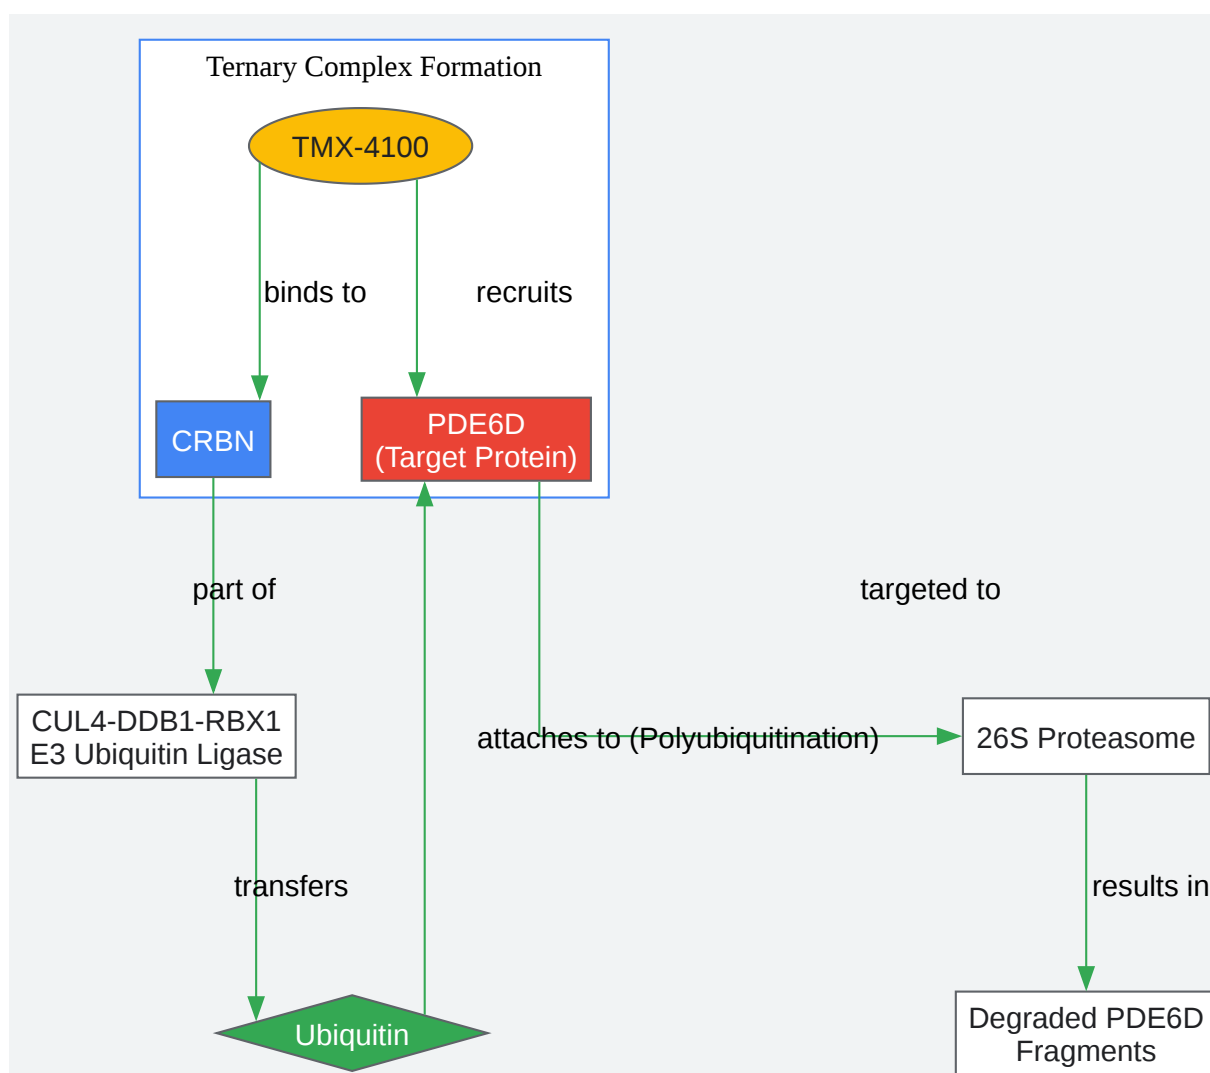 Ternary Complex Formation
TMX-4100
binds to
recruits
CRBN
PDE6D
(Target Protein)
part of
targeted to
CUL4-DDB1-RBX1
E3 Ubiquitin Ligase
attaches to (Polyubiquitination)
26S Proteasome
transfers
results in
Ubiquitin
Degraded PDE6D
Fragments